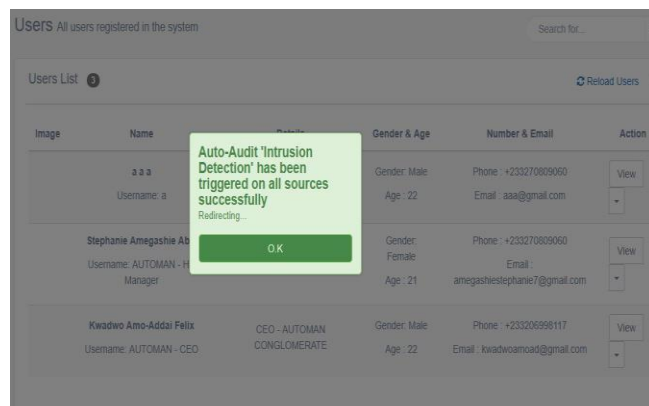 Users All users registered in the system
Search for...
Users List 3
Reload Users
Image Name Details Gender & Age Number & Email Action
Auto-Audit 'Intrusion
Detection' has been
triggered on all sources
successfully
Redirecting...
O.K
a a a
Username: a
Gender: Male
Age : 22
Phone : +233270809060
Email : aaa@gmail.com
View
Stephanie Amegashie Ab
Username: AUTOMAN - H
Manager
Gender:
Female
Age : 21
Phone : +233270809060
Email :
amegashiestephanie7@gmail.com
View
Kwadwo Amo-Addai Felix
Username: AUTOMAN - CEO
CEO - AUTOMAN
CONGLOMERATE
Gender: Male
Age : 22
Phone : +233206998117
Email : kwadwoamoad@gmail.com
View